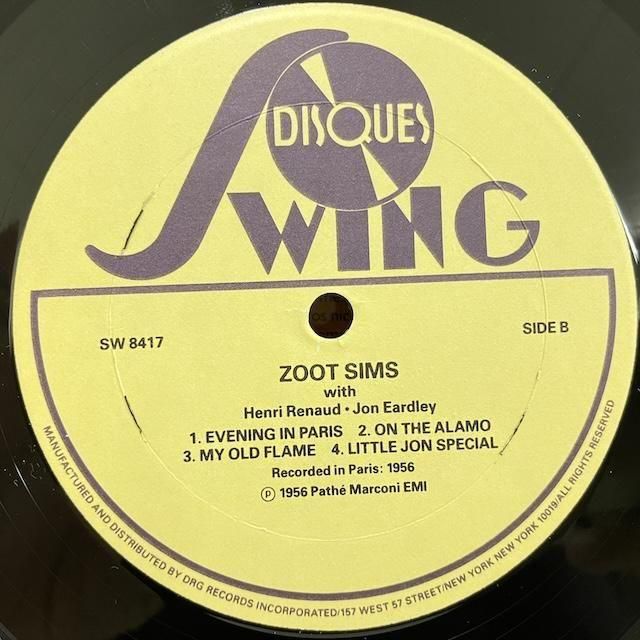 DISQUES
SWING
SW 8417
SIDE B
ZOOT SIMS
with
Henri Renaud • Jon Eardley
1. EVENING IN PARIS 2. ON THE ALAMO
3. MY OLD FLAME 4. LITTLE JON SPECIAL
Recorded in Paris: 1956
℗ 1956 Pathé Marconi EMI
MANUFACTURED AND DISTRIBUTED BY DRG RECORDS INCORPORATED/157 WEST 57 STREET/NEW YORK NEW YORK 10019/ALL RIGHTS RESERVED